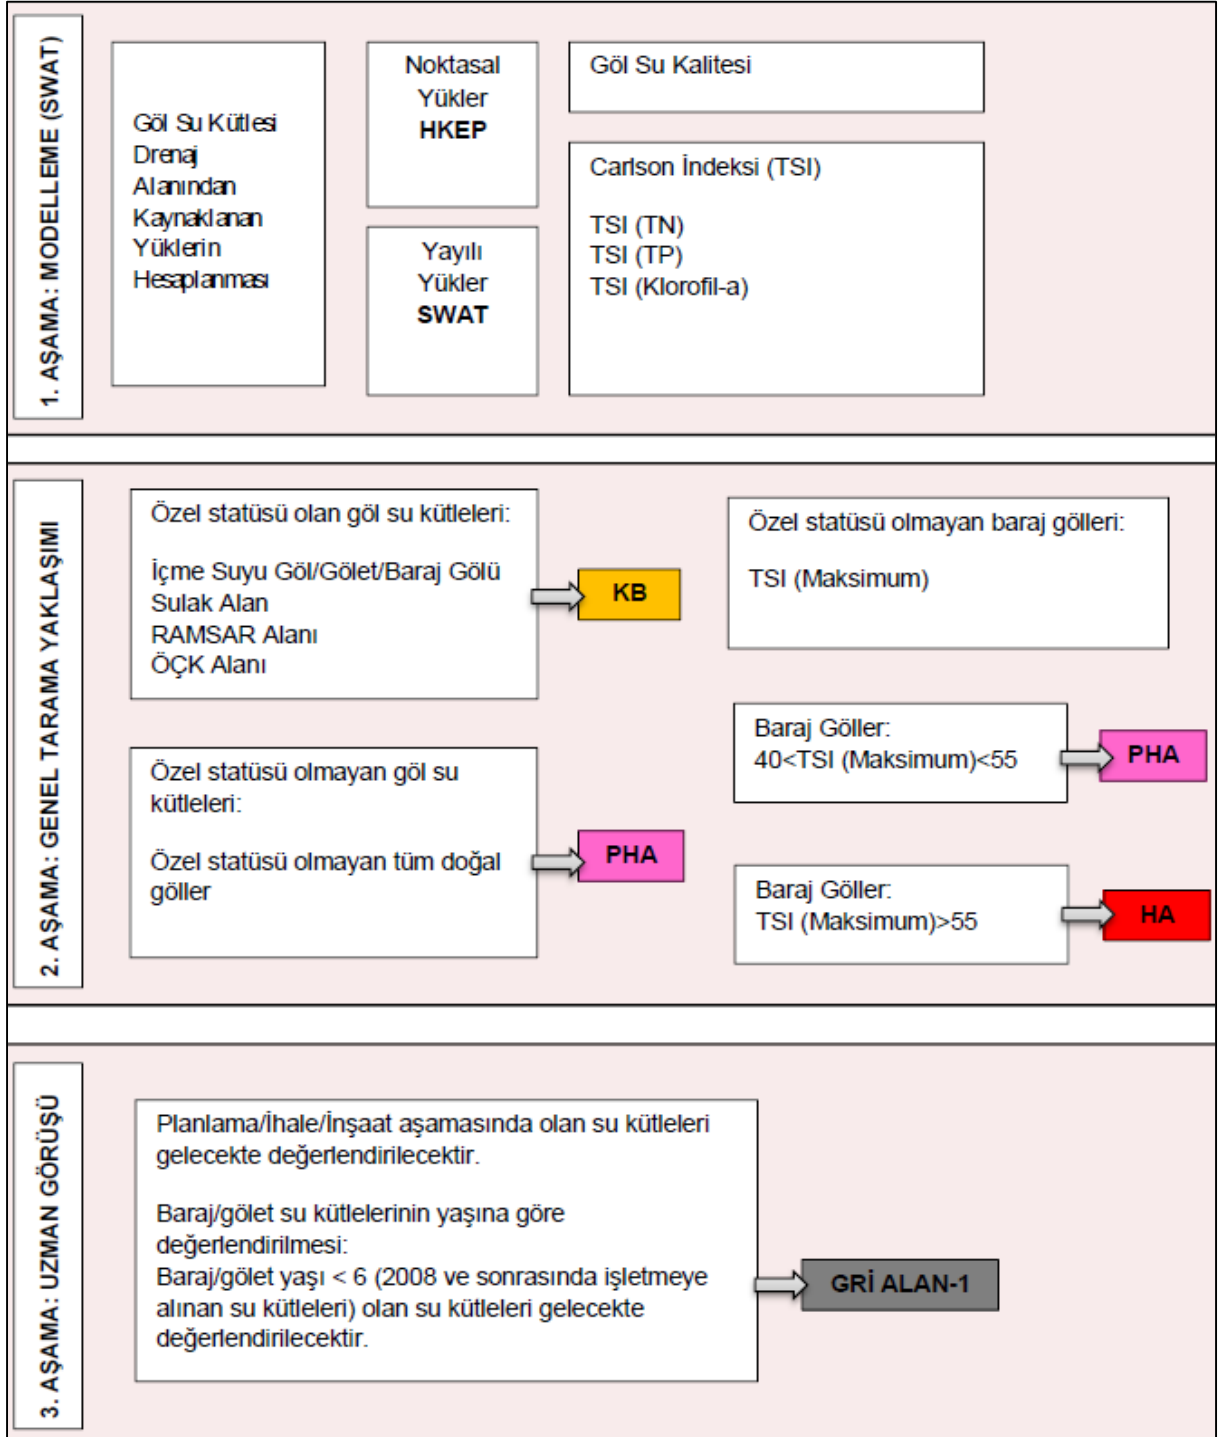 1. AŞAMA: MODELLEME (SWAT)
Göl Su Kütlesi
Drenaj
Alanından
Kaynaklanan
Yüklerin
Hesaplanması
Noktasal
Yükler
HKEP
Yayılı
Yükler
SWAT
Göl Su Kalitesi
Carlson İndeksi (TSI)
TSI (TN)
TSI (TP)
TSI (Klorofil-a)
2. AŞAMA: GENEL TARAMA YAKLAŞIMI
Özel statüsü olan göl su kütleleri:
İçme Suyu Göl/Gölet/Baraj Gölü
Sulak Alan
RAMSAR Alanı
ÖÇK Alanı
KB
Özel statüsü olmayan göl su
kütleleri:
Özel statüsü olmayan tüm doğal
göller
PHA
Özel statüsü olmayan baraj gölleri:
TSI (Maksimum)
Baraj Göller:
40<TSI (Maksimum)<55
PHA
Baraj Göller:
TSI (Maksimum)>55
HA
3. AŞAMA: UZMAN GÖRÜŞÜ
Planlama/İhale/İnşaat aşamasında olan su kütleleri
gelecekte değerlendirilecektir.
Baraj/gölet su kütlelerinin yaşına göre
değerlendirilmesi:
Baraj/gölet yaşı < 6 (2008 ve sonrasında işletmeye
alınan su kütleleri) olan su kütleleri gelecekte
değerlendirilecektir.
GRİ ALAN-1